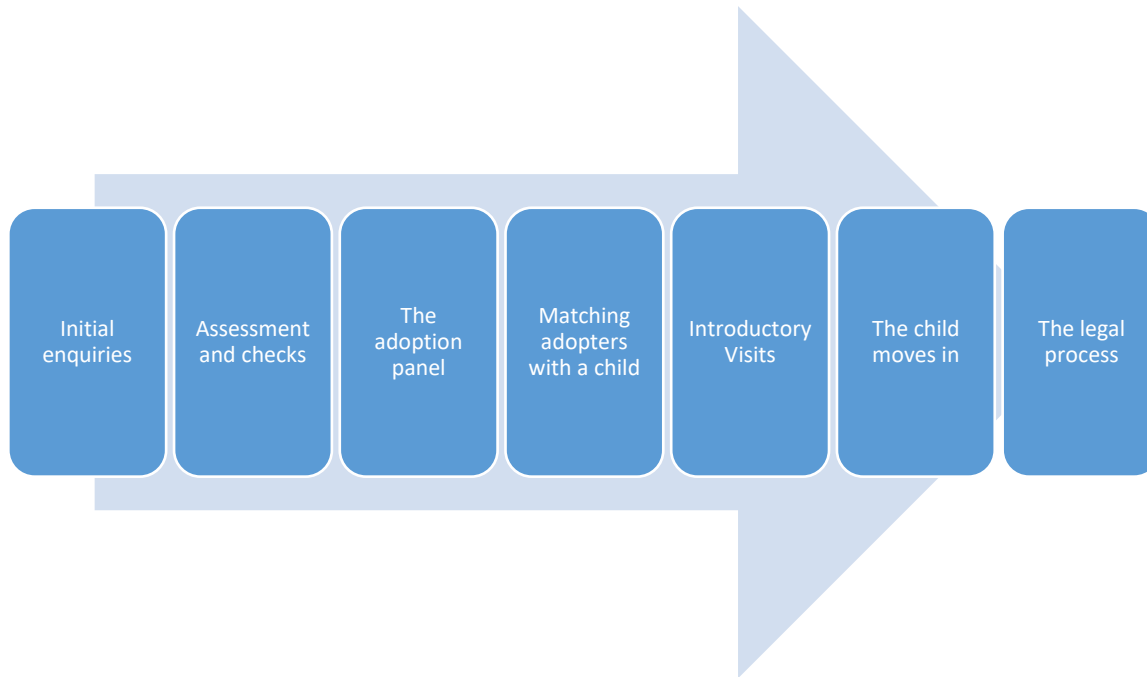 Initial
enquiries
Assessment
and checks
The
adoption
panel
Matching
adopters
with a child
Introductory
Visits
The child
moves in
The legal
process